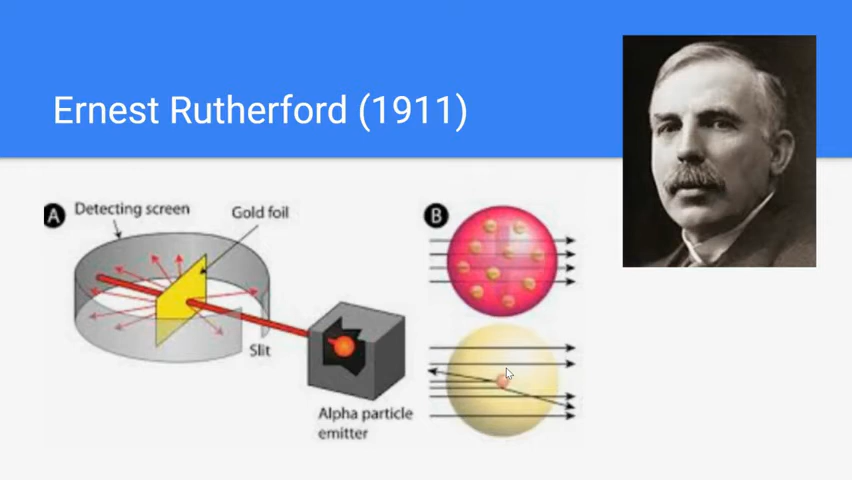 Ernest Rutherford (1911)
A
Detecting screen
Gold foil
Slit
Alpha particle
emitter
B